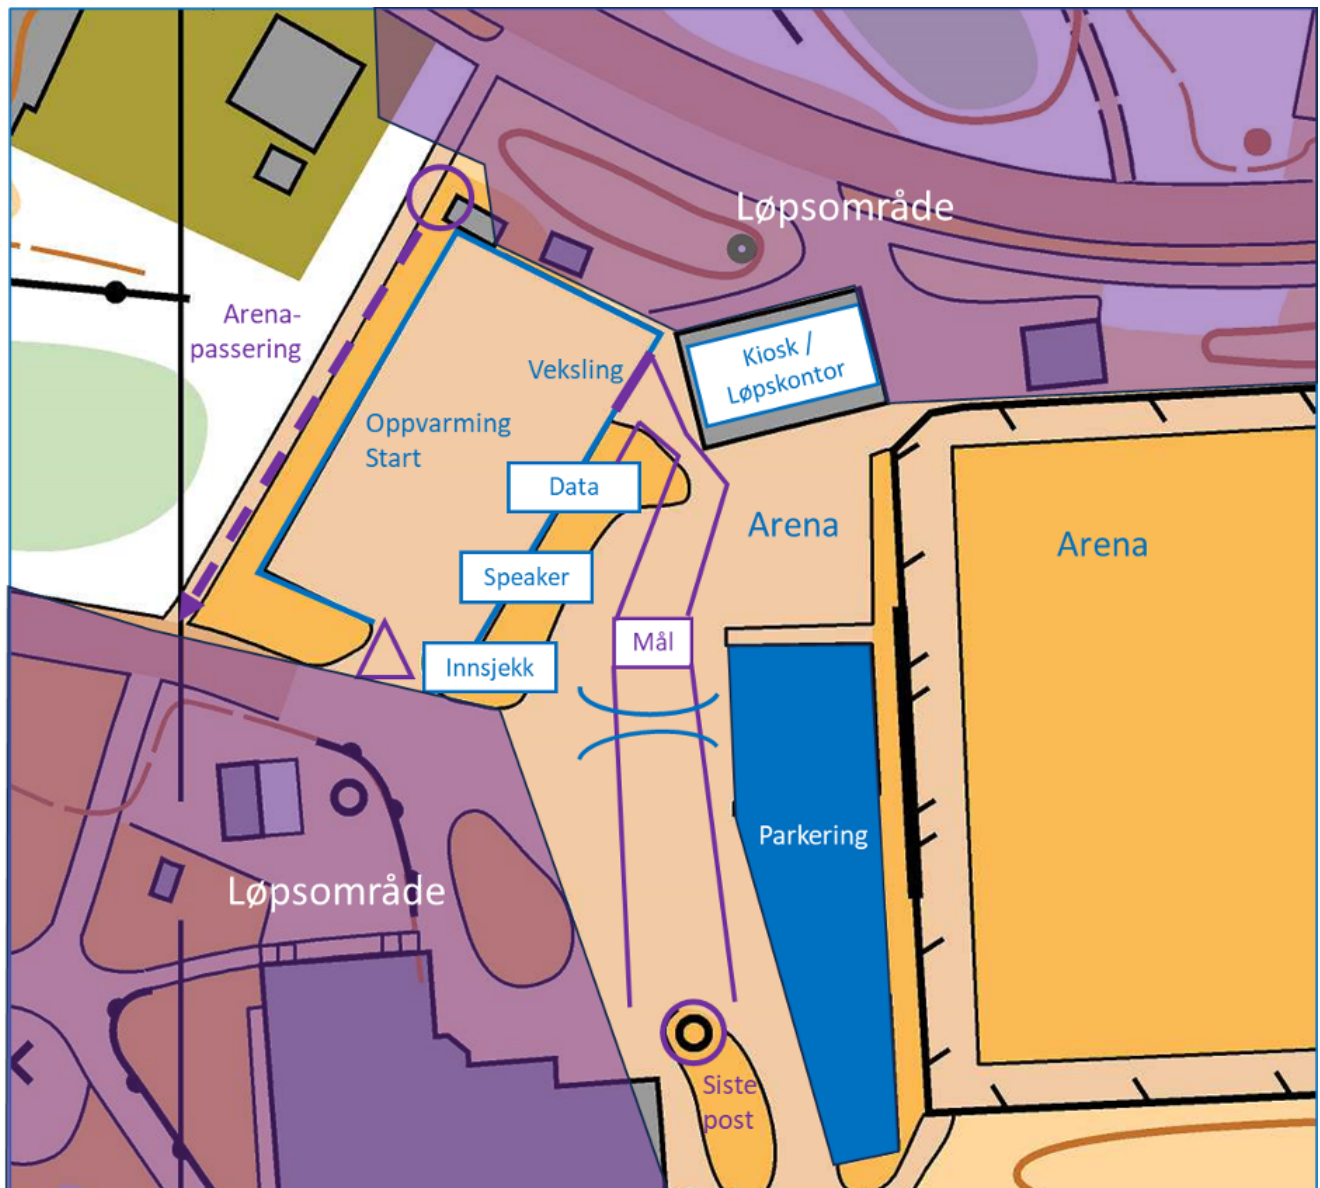 Løpsområde
Arena-
passering
Kiosk /
Løpskontor
Veksling
Oppvarming
Start
Data
Arena
Arena
Speaker
Mål
Innsjekk
Parkering
Løpsområde
Siste
post